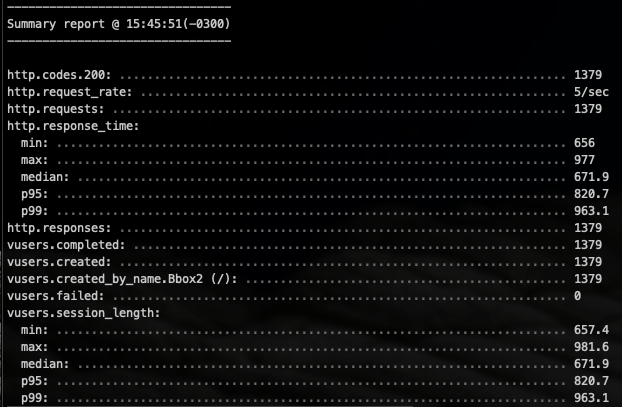 --------------------------------
Summary report @ 15:45:51(-0300)
--------------------------------
http.codes.200: ................................................................ 1379
http.request_rate: ............................................................. 5/sec
http.requests: ................................................................. 1379
http.response_time:
  min: ......................................................................... 656
  max: ......................................................................... 977
  median: ...................................................................... 671.9
  p95: ......................................................................... 820.7
  p99: ......................................................................... 963.1
http.responses: ................................................................ 1379
vusers.completed: .............................................................. 1379
vusers.created: ................................................................ 1379
vusers.created_by_name.Bbox2 (/): .............................................. 1379
vusers.failed: ................................................................. 0
vusers.session_length:
  min: ......................................................................... 657.4
  max: ......................................................................... 981.6
  median: ...................................................................... 671.9
  p95: ......................................................................... 820.7
  p99: ......................................................................... 963.1